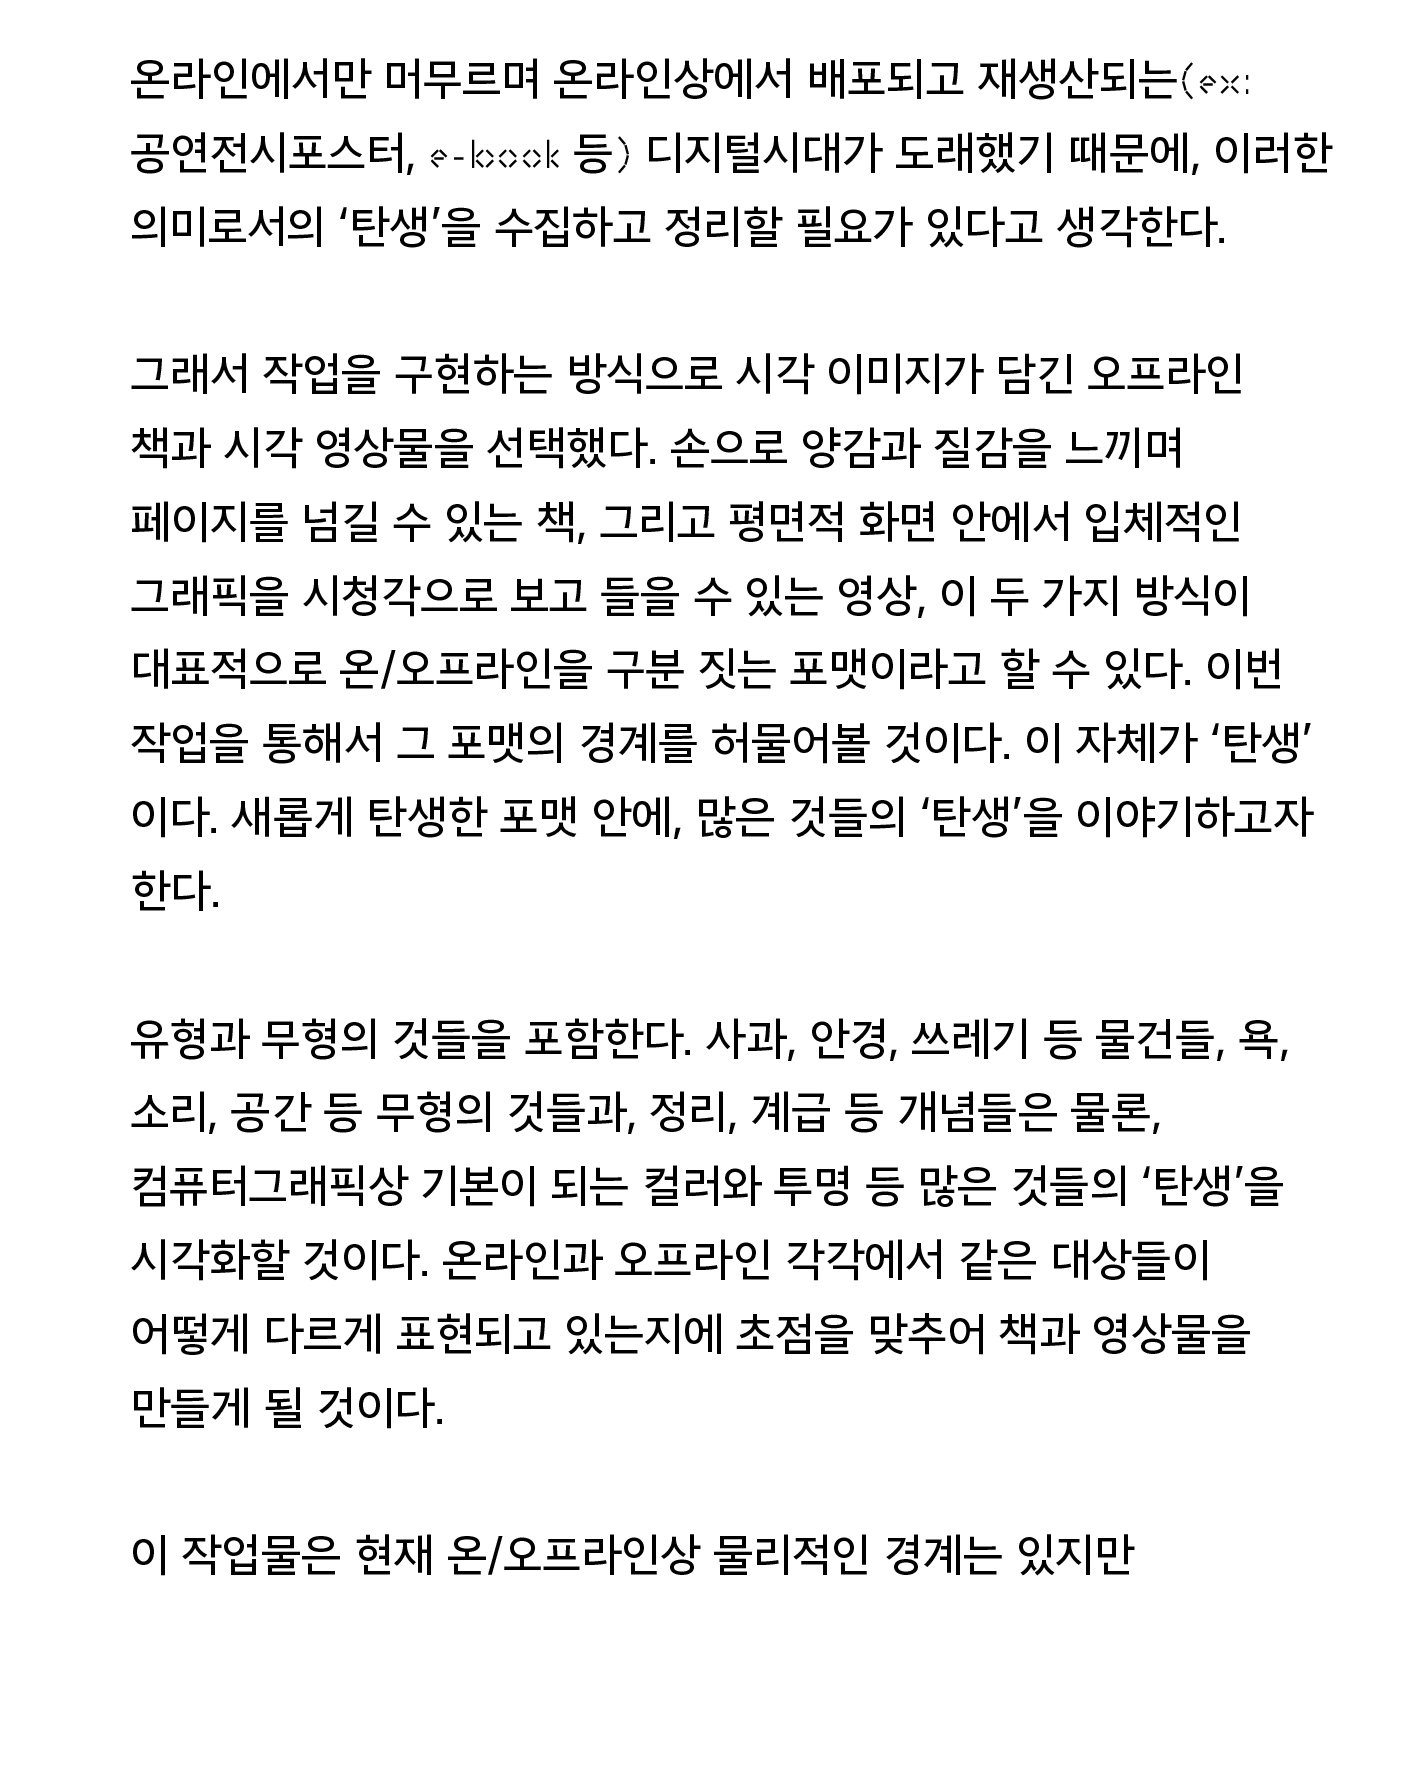 온라인에서만 머무르며 온라인상에서 배포되고 재생산되는(ex:
공연전시포스터, e-book 등) 디지털시대가 도래했기 때문에, 이러한
의미로서의 ‘탄생’을 수집하고 정리할 필요가 있다고 생각한다.
그래서 작업을 구현하는 방식으로 시각 이미지가 담긴 오프라인
책과 시각 영상물을 선택했다. 손으로 양감과 질감을 느끼며
페이지를 넘길 수 있는 책, 그리고 평면적 화면 안에서 입체적인
그래픽을 시청각으로 보고 들을 수 있는 영상, 이 두 가지 방식이
대표적으로 온/오프라인을 구분 짓는 포맷이라고 할 수 있다. 이번
작업을 통해서 그 포맷의 경계를 허물어볼 것이다. 이 자체가 ‘탄생’
이다. 새롭게 탄생한 포맷 안에, 많은 것들의 ‘탄생’을 이야기하고자
한다.
유형과 무형의 것들을 포함한다. 사과, 안경, 쓰레기 등 물건들, 욕,
소리, 공간 등 무형의 것들과, 정리, 계급 등 개념들은 물론,
컴퓨터그래픽상 기본이 되는 컬러와 투명 등 많은 것들의 ‘탄생’을
시각화할 것이다. 온라인과 오프라인 각각에서 같은 대상들이
어떻게 다르게 표현되고 있는지에 초점을 맞추어 책과 영상물을
만들게 될 것이다.
이 작업물은 현재 온/오프라인상 물리적인 경계는 있지만